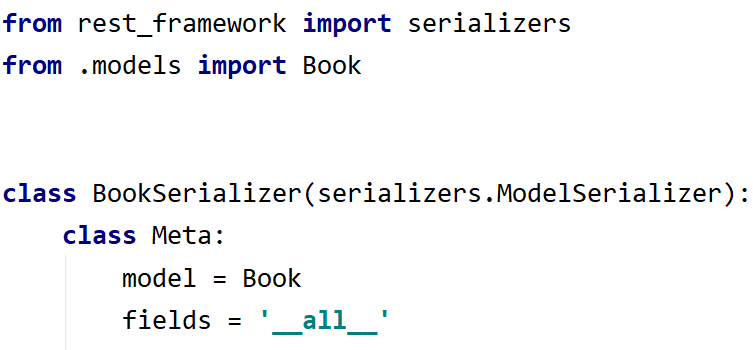 from rest_framework import serializers
from .models import Book
class BookSerializer(serializers.ModelSerializer):
    class Meta:
        model = Book
        fields = '__all__'